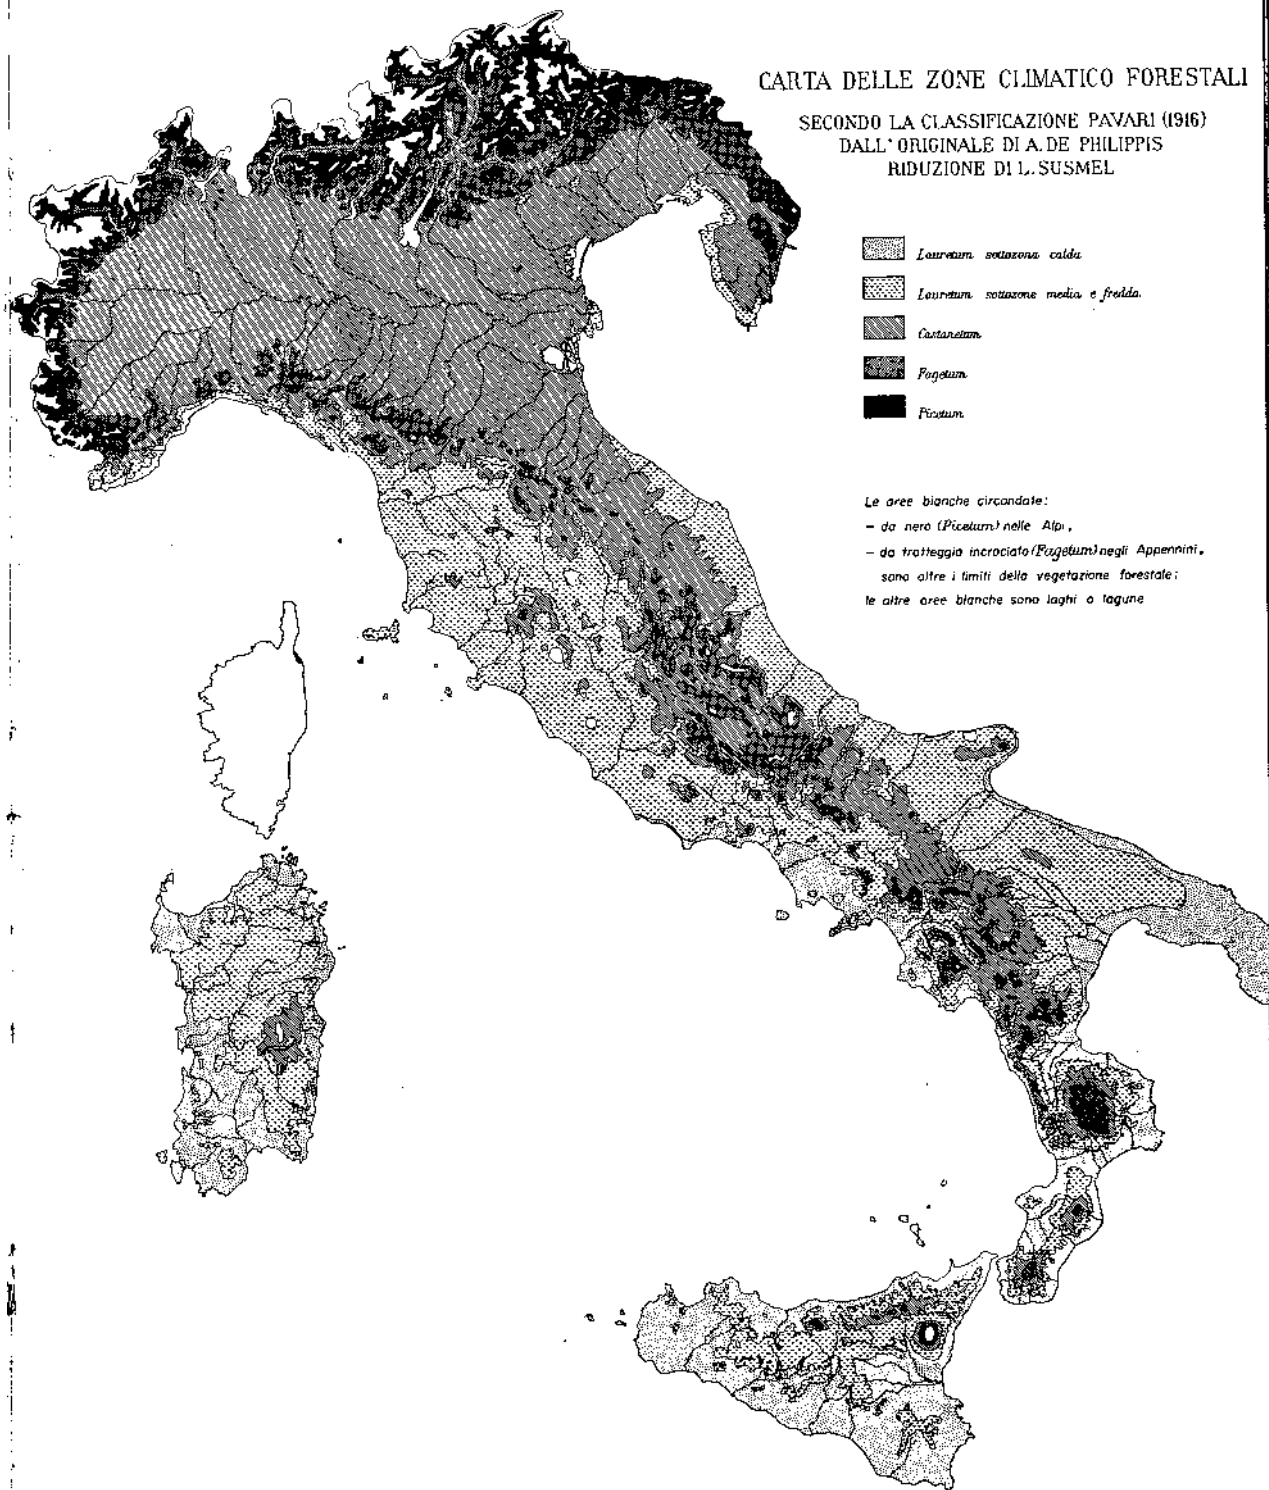 CARTA DELLE ZONE CLIMATICO FORESTALI
SECONDO LA CLASSIFICAZIONE PAVARI (1916)
DALL' ORIGINALE DI A. DE PHILIPPIS
RIDUZIONE DI L. SUSMEL
Lauretum sottozona calda
Lauretum sottozone media e fredda.
Castanetum
Fagetum
Picetum
Le aree bianche circondate:
- da nero (Picetum) nelle Alpi,
- da tratteggio incrociato (Fagetum) negli Appennini,
sono oltre i limiti della vegetazione forestale;
le altre aree bianche sono laghi o lagune